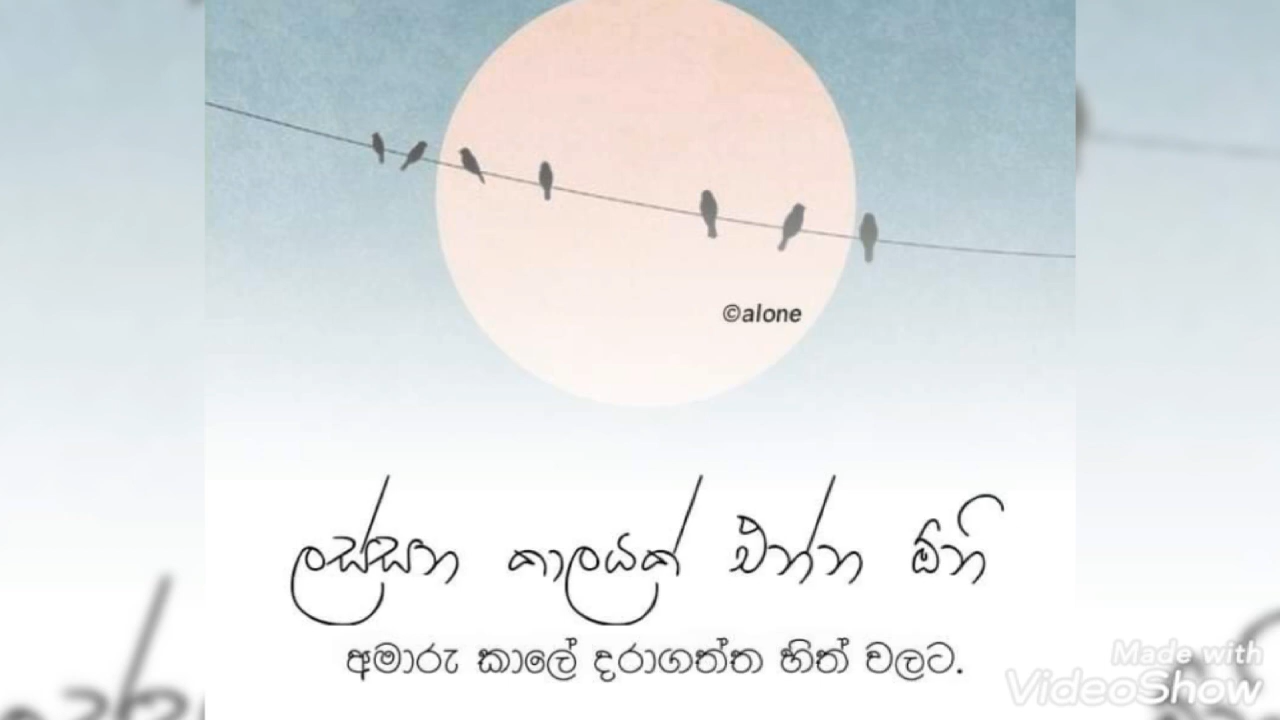 ©alone
ලස්සන කාලයක් එන්න ඕනි
අමාරු කාලේ දරාගත්ත හිත් වලට.
Made with
VideoShow